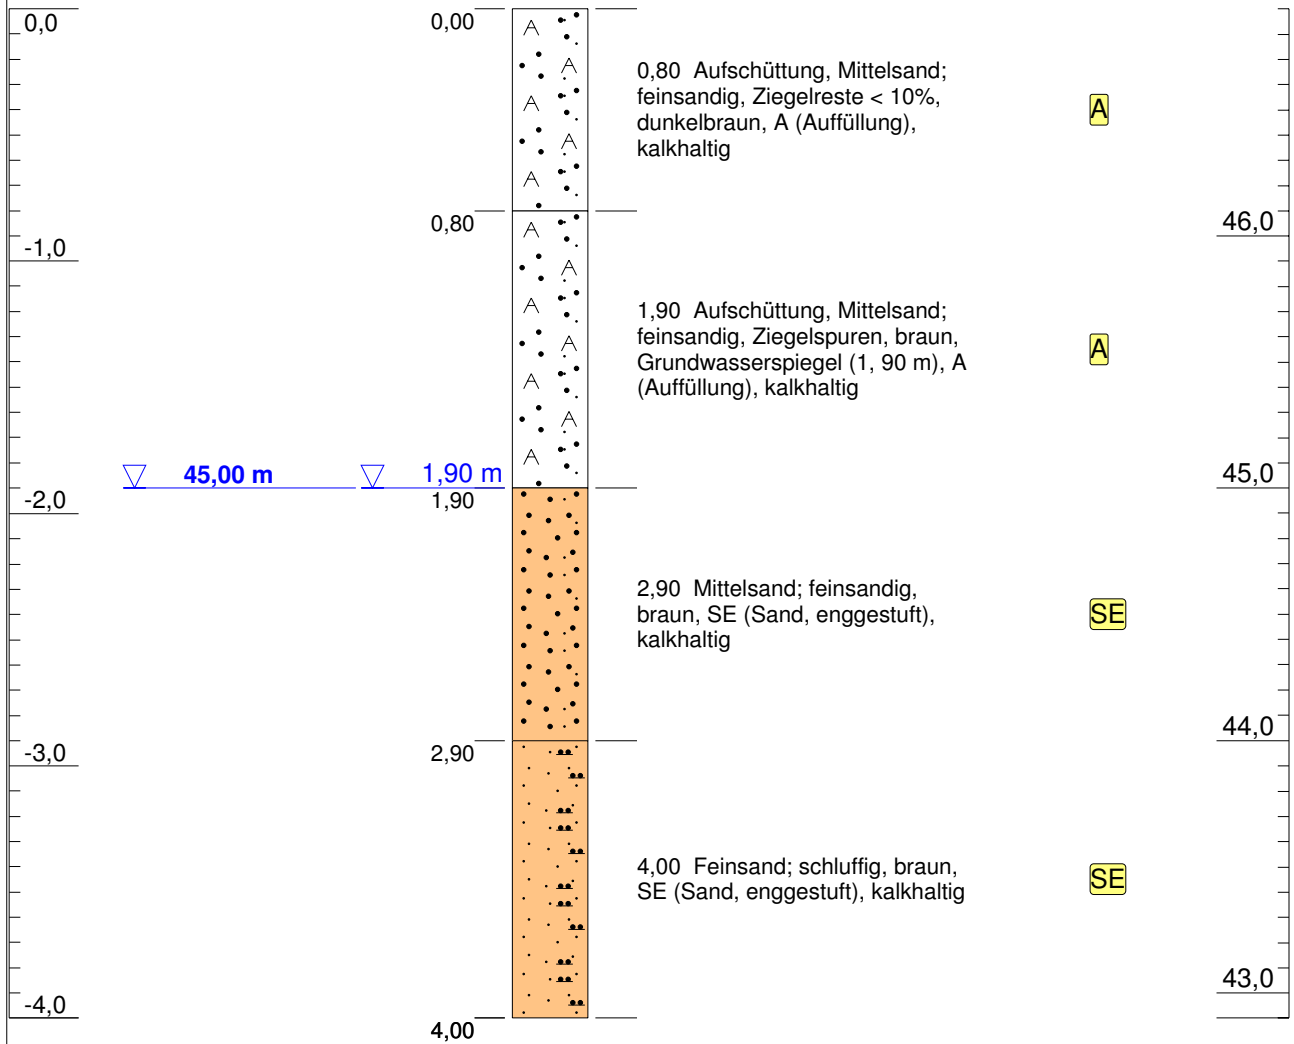 0,0
0,00
0,80 Aufschüttung, Mittelsand;
feinsandig, Ziegelreste < 10%,
dunkelbraun, A (Auffüllung),
kalkhaltig
A
0,80
46,0
-1,0
1,90 Aufschüttung, Mittelsand;
feinsandig, Ziegelspuren, braun,
Grundwasserspiegel (1, 90 m), A
(Auffüllung), kalkhaltig
A
45,00 m
1,90 m
45,0
1,90
-2,0
2,90 Mittelsand; feinsandig,
braun, SE (Sand, enggestuft),
kalkhaltig
SE
44,0
2,90
-3,0
4,00 Feinsand; schluffig, braun,
SE (Sand, enggestuft), kalkhaltig
SE
43,0
-4,0
4,00